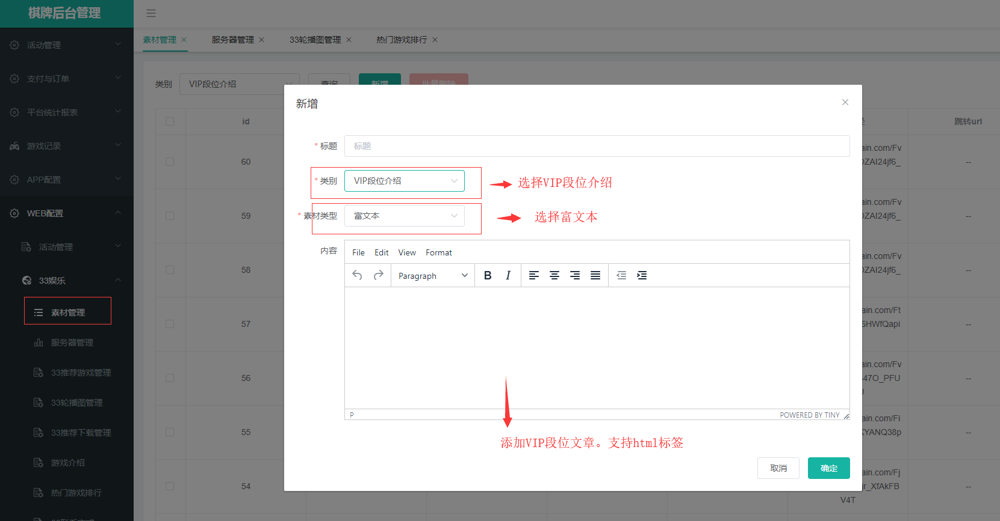 棋牌后台管理
活动管理
支付与订单
平台统计报表
游戏记录
APP配置
WEB配置
活动管理
33娱乐
素材管理
服务器管理
33推荐游戏管理
33轮播图管理
33推荐下载管理
游戏介绍
热门游戏排行
素材管理 服务器管理 33轮播图管理 热门游戏排行
类别 VIP段位介绍 查询 新增 批量删除
id 跳转url
60 ain.com/Fv
OZAI24jf6_ --
59 ain.com/Fv
OZAI24jf6_ --
58 ain.com/Fv
OZAI24jf6_ --
57 ain.com/Ft
6HWfQapi --
56 ain.com/Fv
47O_PFU --
55 ain.com/Fi
XYANQ38p --
54 ain.com/Fj
jr_XfAkFB --
V4T
新增
* 标题 标题
* 类别 VIP段位介绍 选择VIP段位介绍
* 素材类型 富文本 选择富文本
内容 File Edit View Format
Paragraph B I
P POWERED BY TINY
添加VIP段位文章。支持html标签
取消 确定